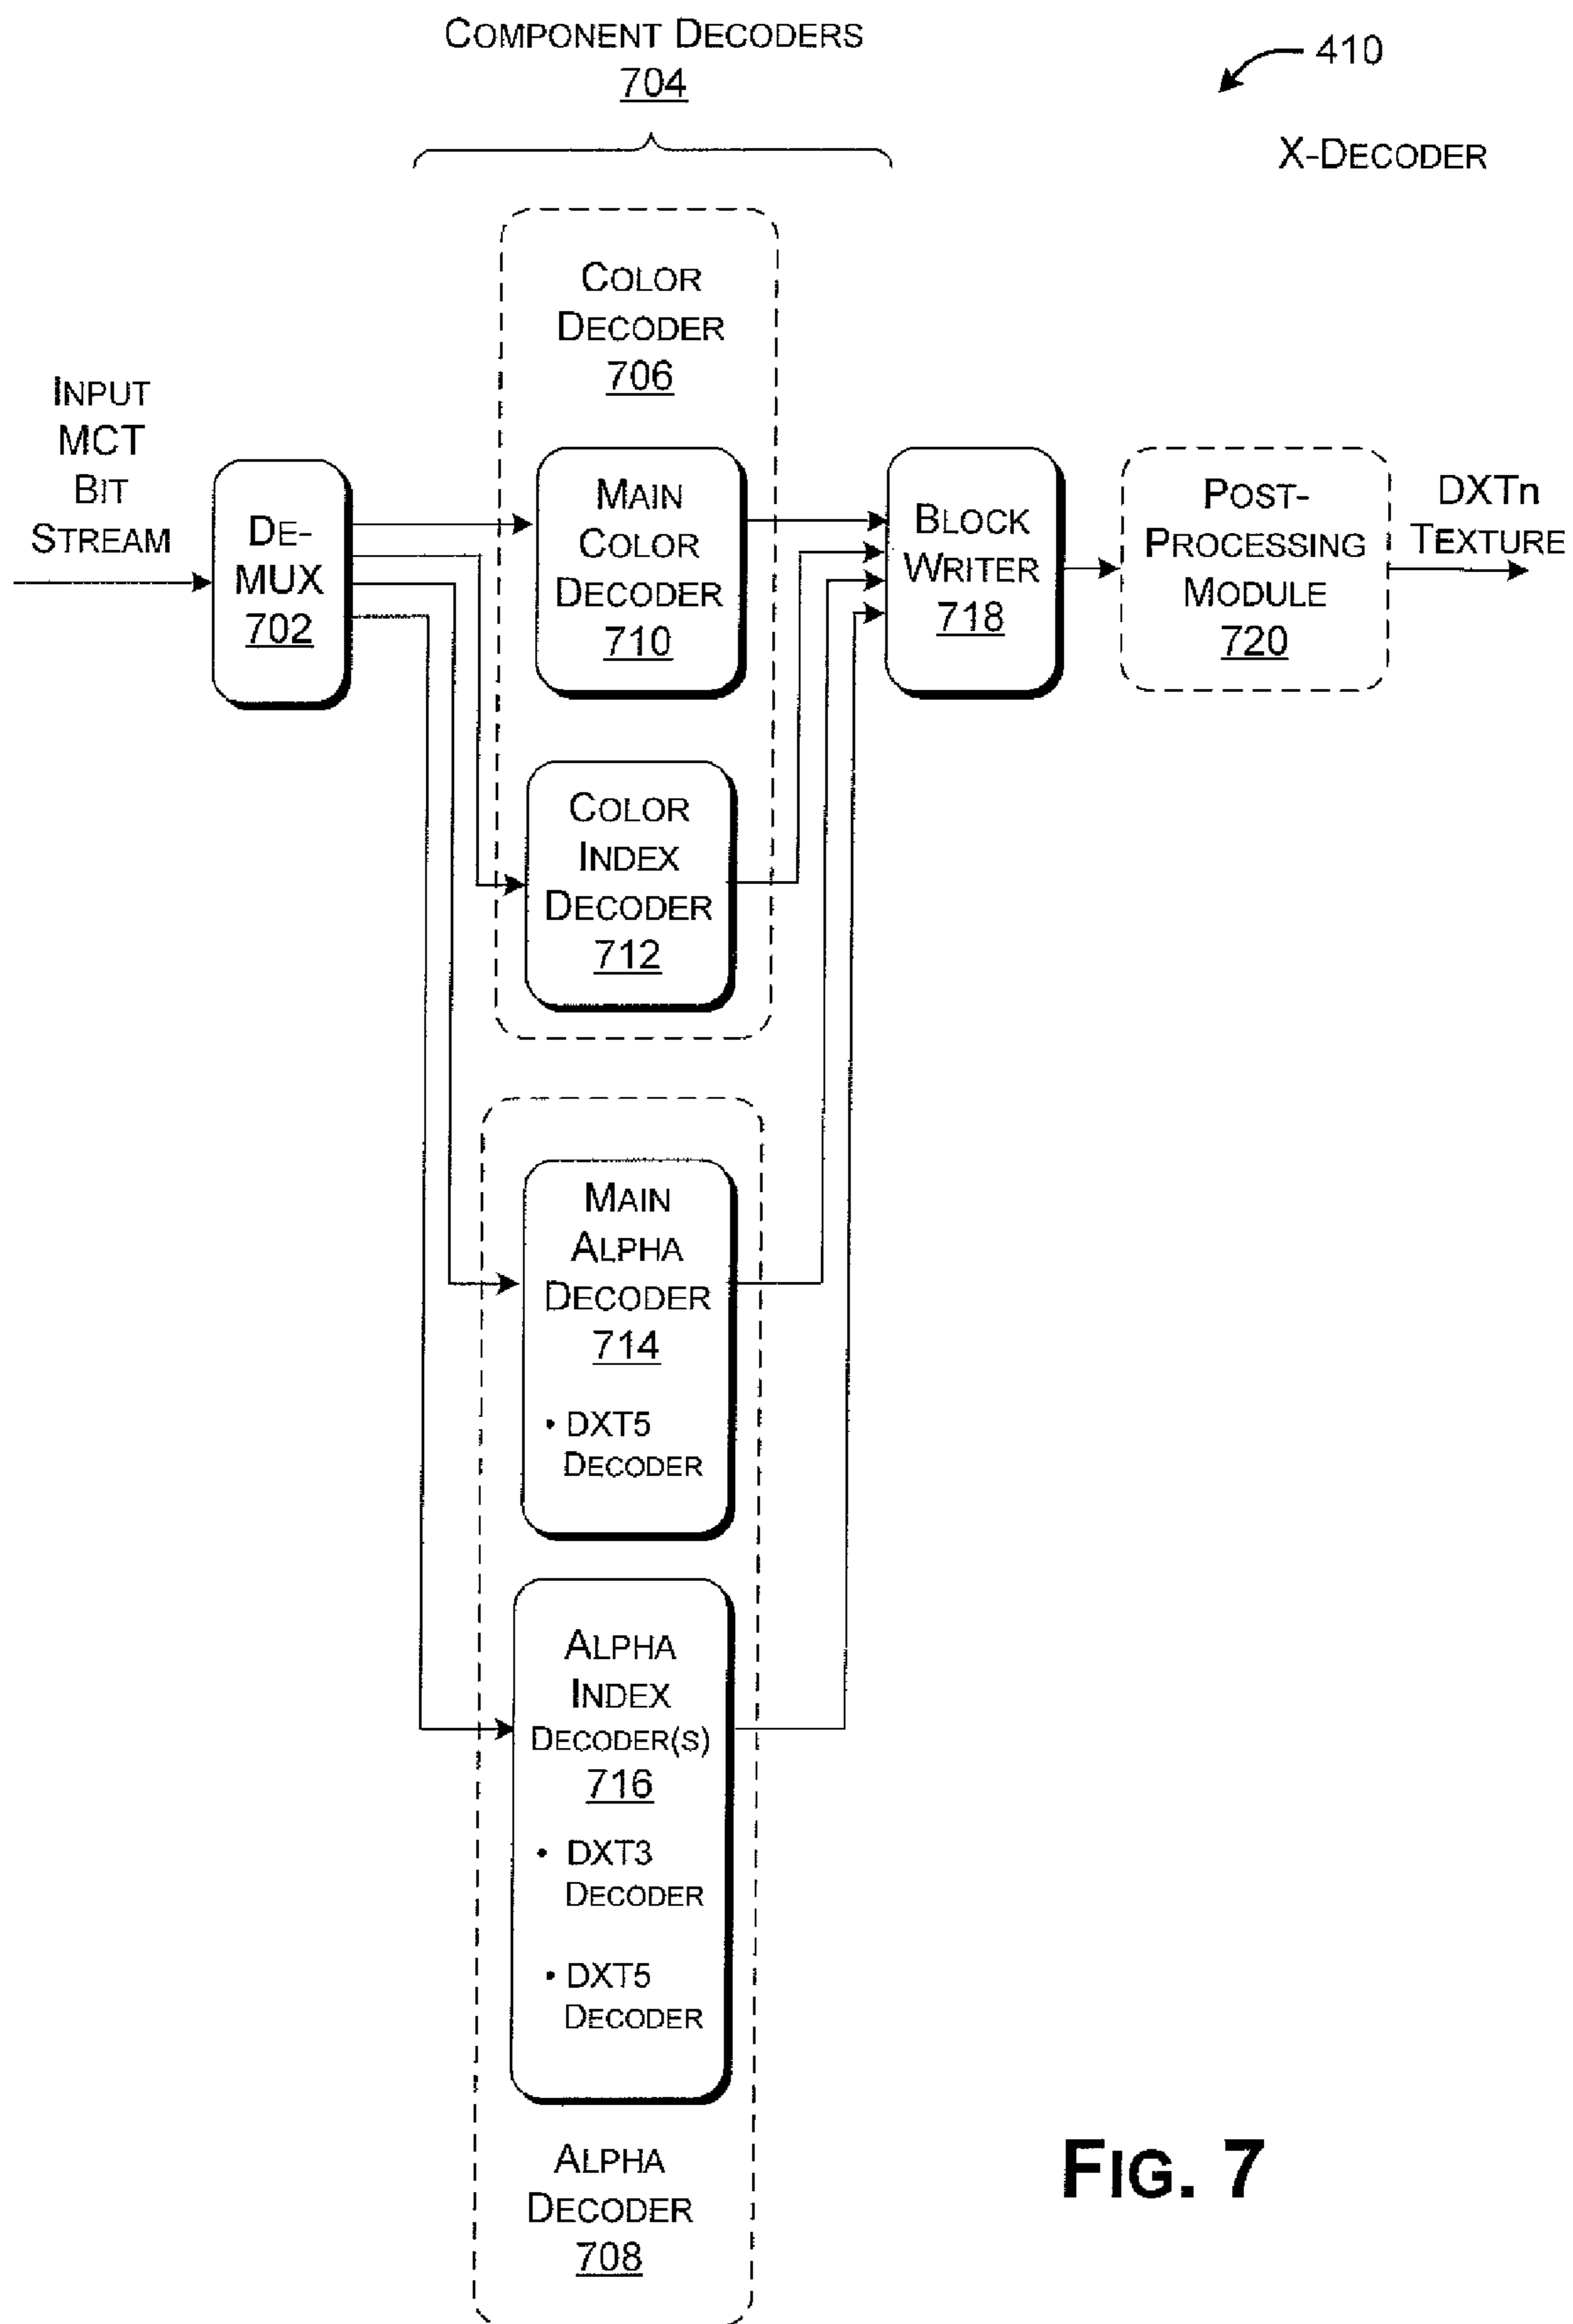 COMPONENT DECODERS
704
410
X-DECODER
COLOR
DECODER
706
INPUT
MCT
BIT
STREAM
DE-
MUX
702
MAIN
COLOR
DECODER
710
BLOCK
WRITER
718
POST-
PROCESSING
MODULE
720
DXTn
TEXTURE
COLOR
INDEX
DECODER
712
MAIN
ALPHA
DECODER
714
• DXT5
DECODER
ALPHA
INDEX
DECODER(S)
716
• DXT3
DECODER
• DXT5
DECODER
ALPHA
DECODER
708
FIG. 7